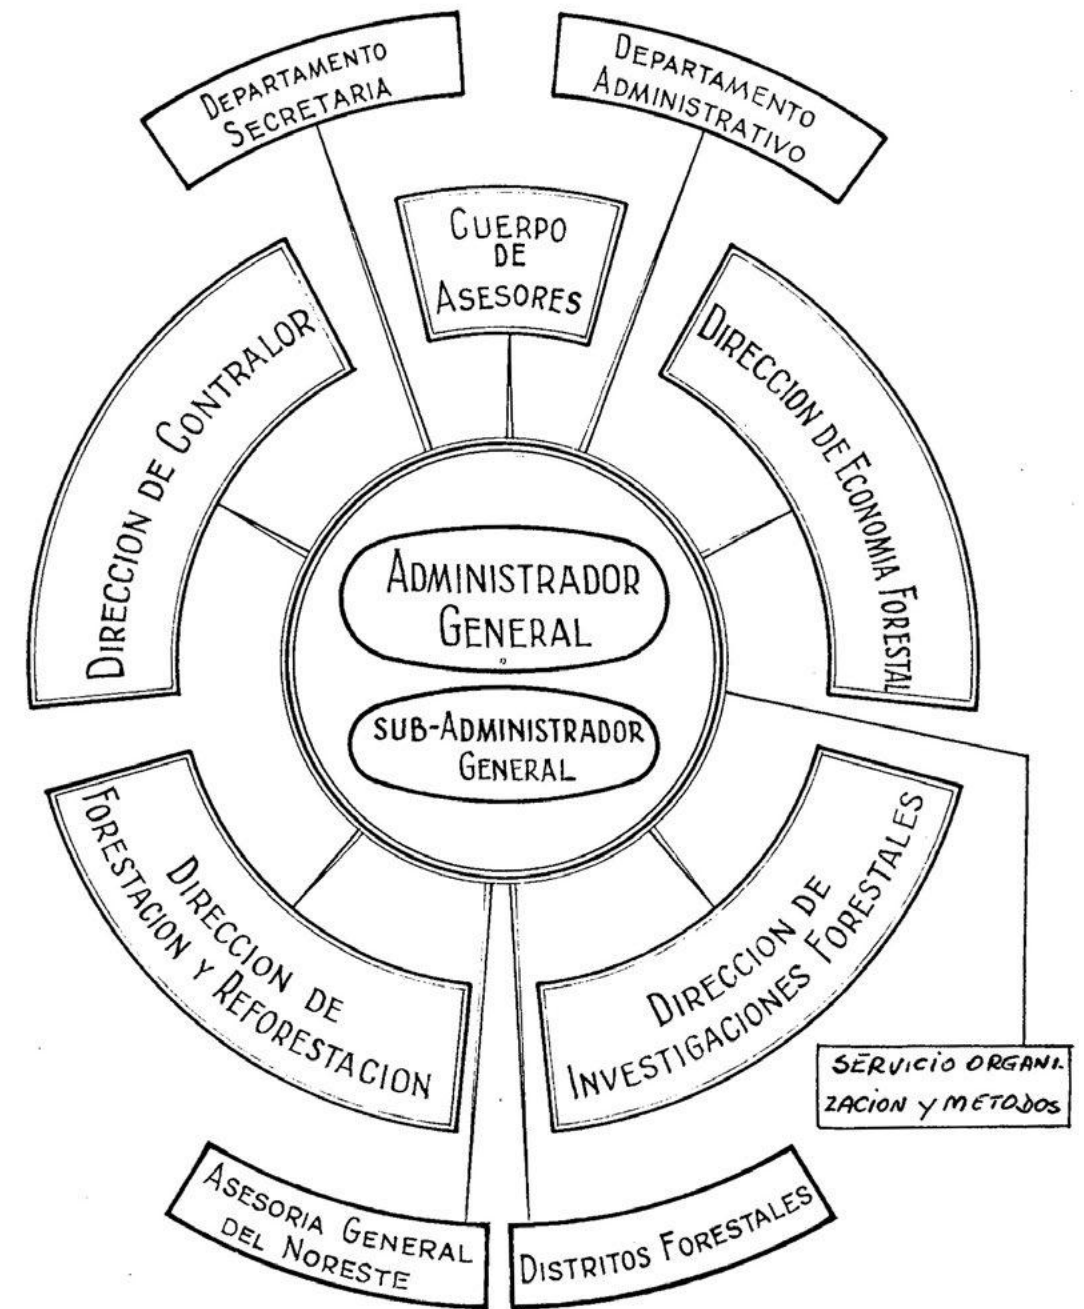 DEPARTAMENTO
SECRETARIA
DEPARTAMENTO
ADMINISTRATIVO
CUERPO
DE
ASESORES
DIRECCION DE CONTRALOR
DIRECCION DE ECONOMIA FORESTAL
ADMINISTRADOR
GENERAL
SUB-ADMINISTRADOR
GENERAL
DIRECCION DE
FORESTACION Y REFORESTACION
DIRECCION DE
INVESTIGACIONES FORESTALES
SERVICIO ORGANI-
ZACION y METODOS
ASESORIA GENERAL
DEL NORESTE
DISTRITOS FORESTALES